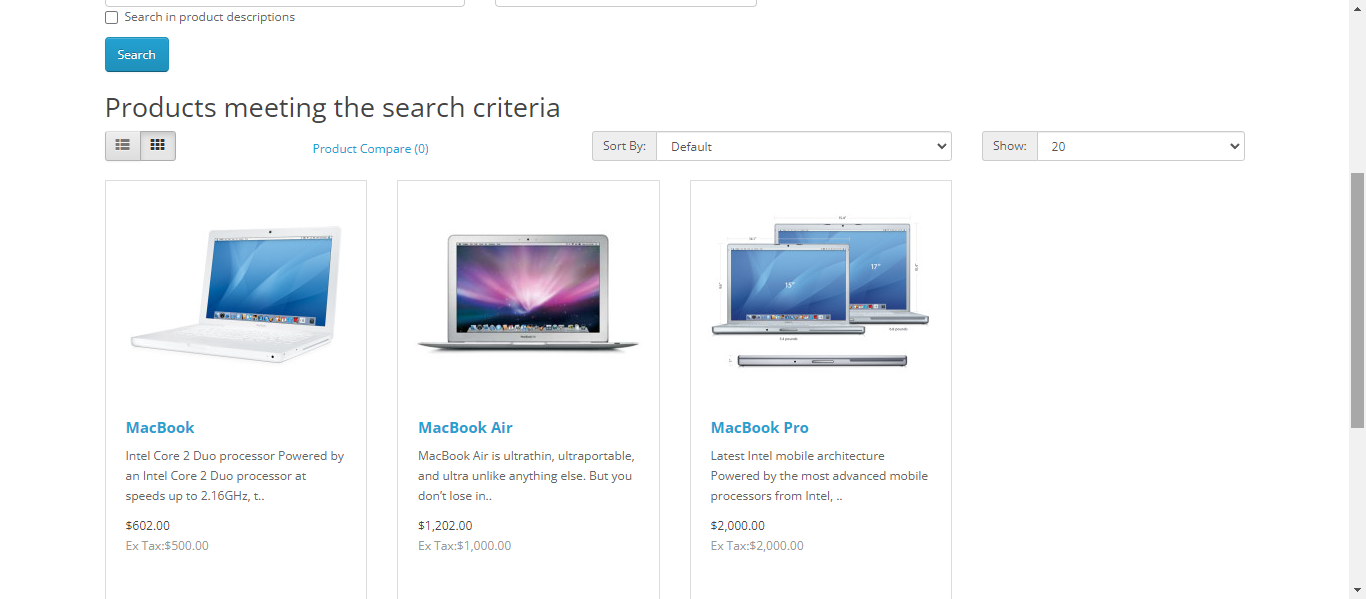 Search in product descriptions
Search
Products meeting the search criteria
Product Compare (0)
Sort By:
Default
Show:
20
15"
17"
MacBook
Intel Core 2 Duo processor Powered by
an Intel Core 2 Duo processor at
speeds up to 2.16GHz, t..
$602.00
Ex Tax:$500.00
MacBook Air
MacBook Air is ultrathin, ultraportable,
and ultra unlike anything else. But you
don’t lose in..
$1,202.00
Ex Tax:$1,000.00
MacBook Pro
Latest Intel mobile architecture
Powered by the most advanced mobile
processors from Intel, ..
$2,000.00
Ex Tax:$2,000.00